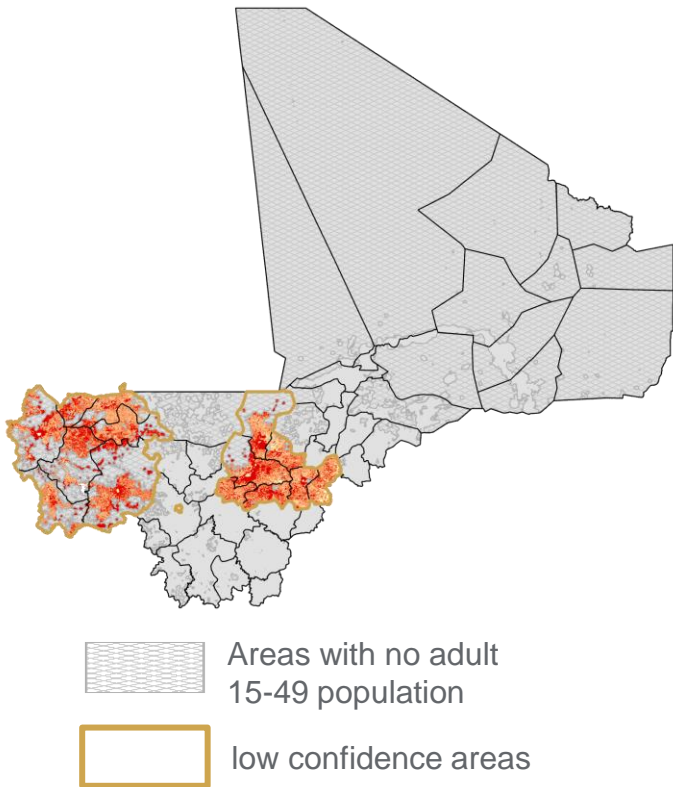 Areas with no adult
15-49 population
low confidence areas